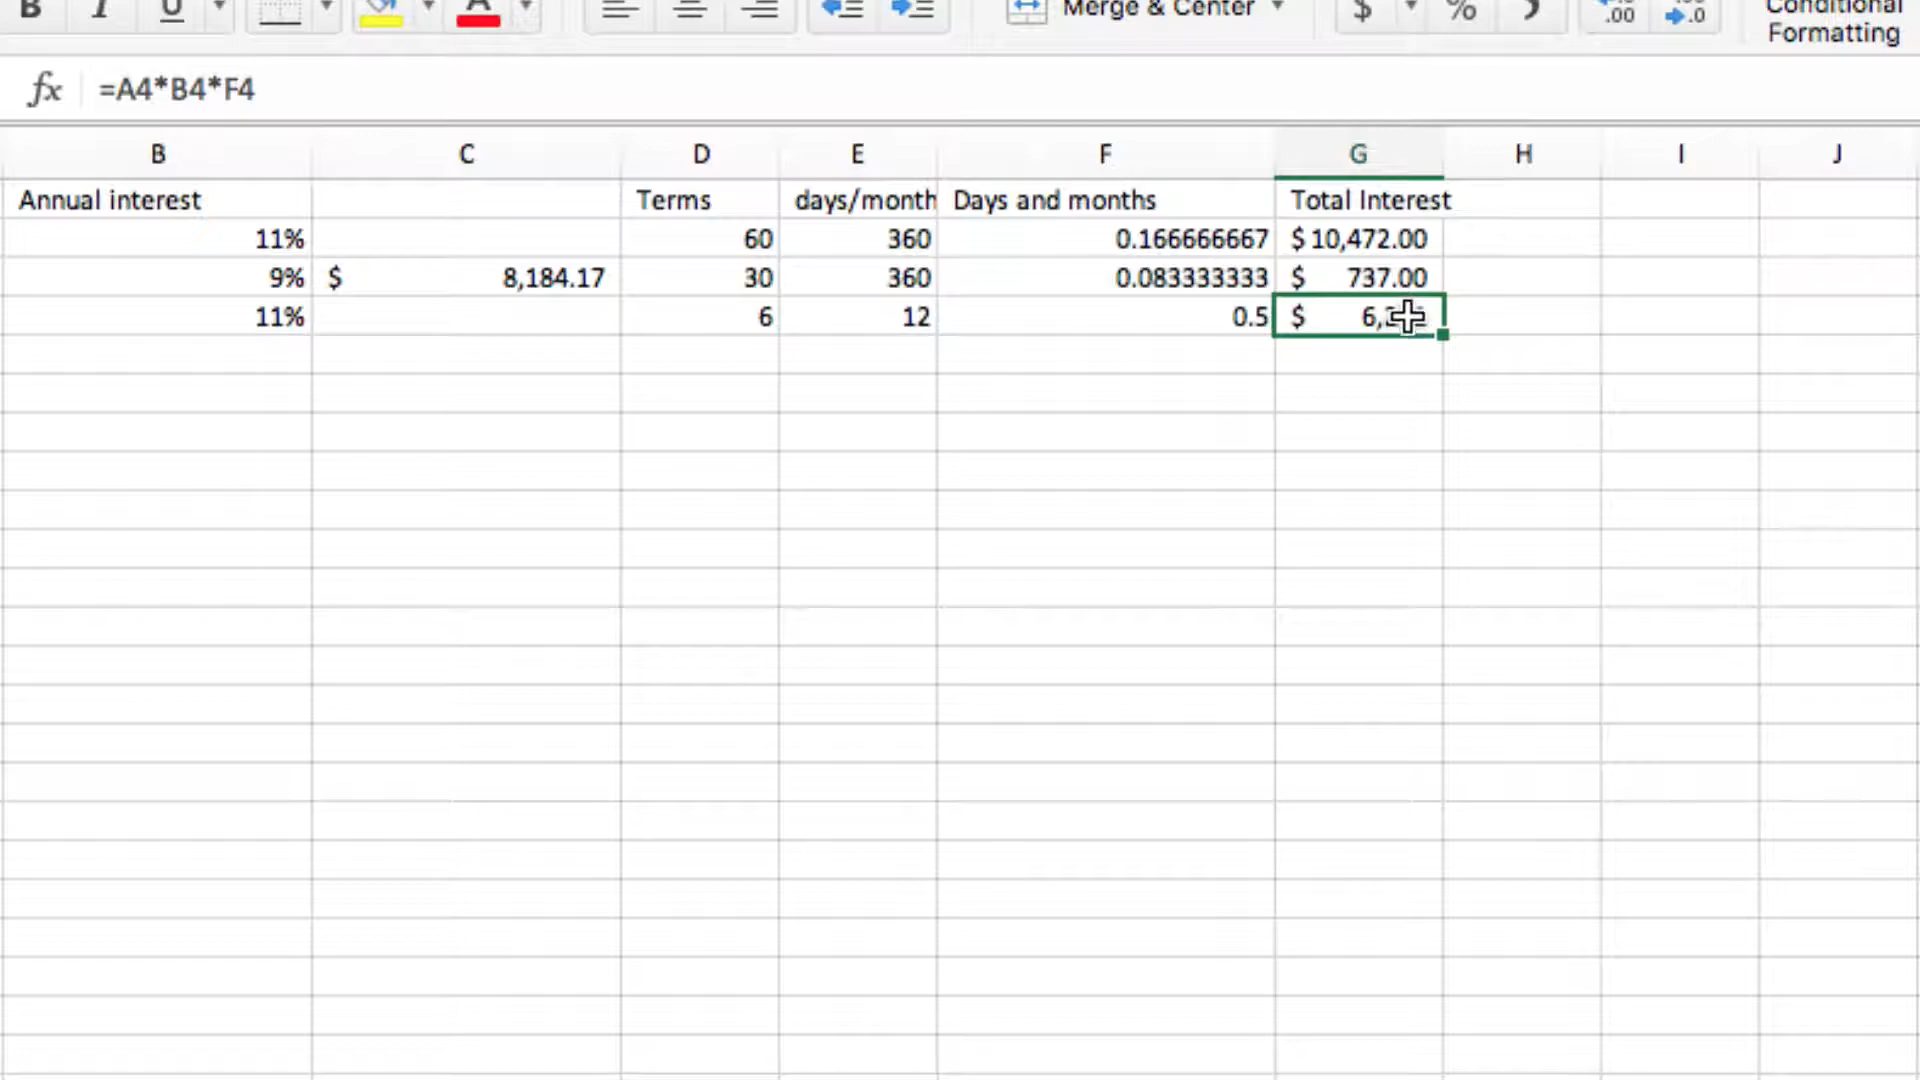 B I U Merge & Center $ % .00 .0 Conditional
Formatting
fx =A4*B4*F4
B C D E F G H I J
Annual interest Terms days/month Days and months Total Interest
11% 60 360 0.166666667 $10,472.00
9% $ 8,184.17 30 360 0.083333333 $ 737.00
11% 6 12 0.5 $